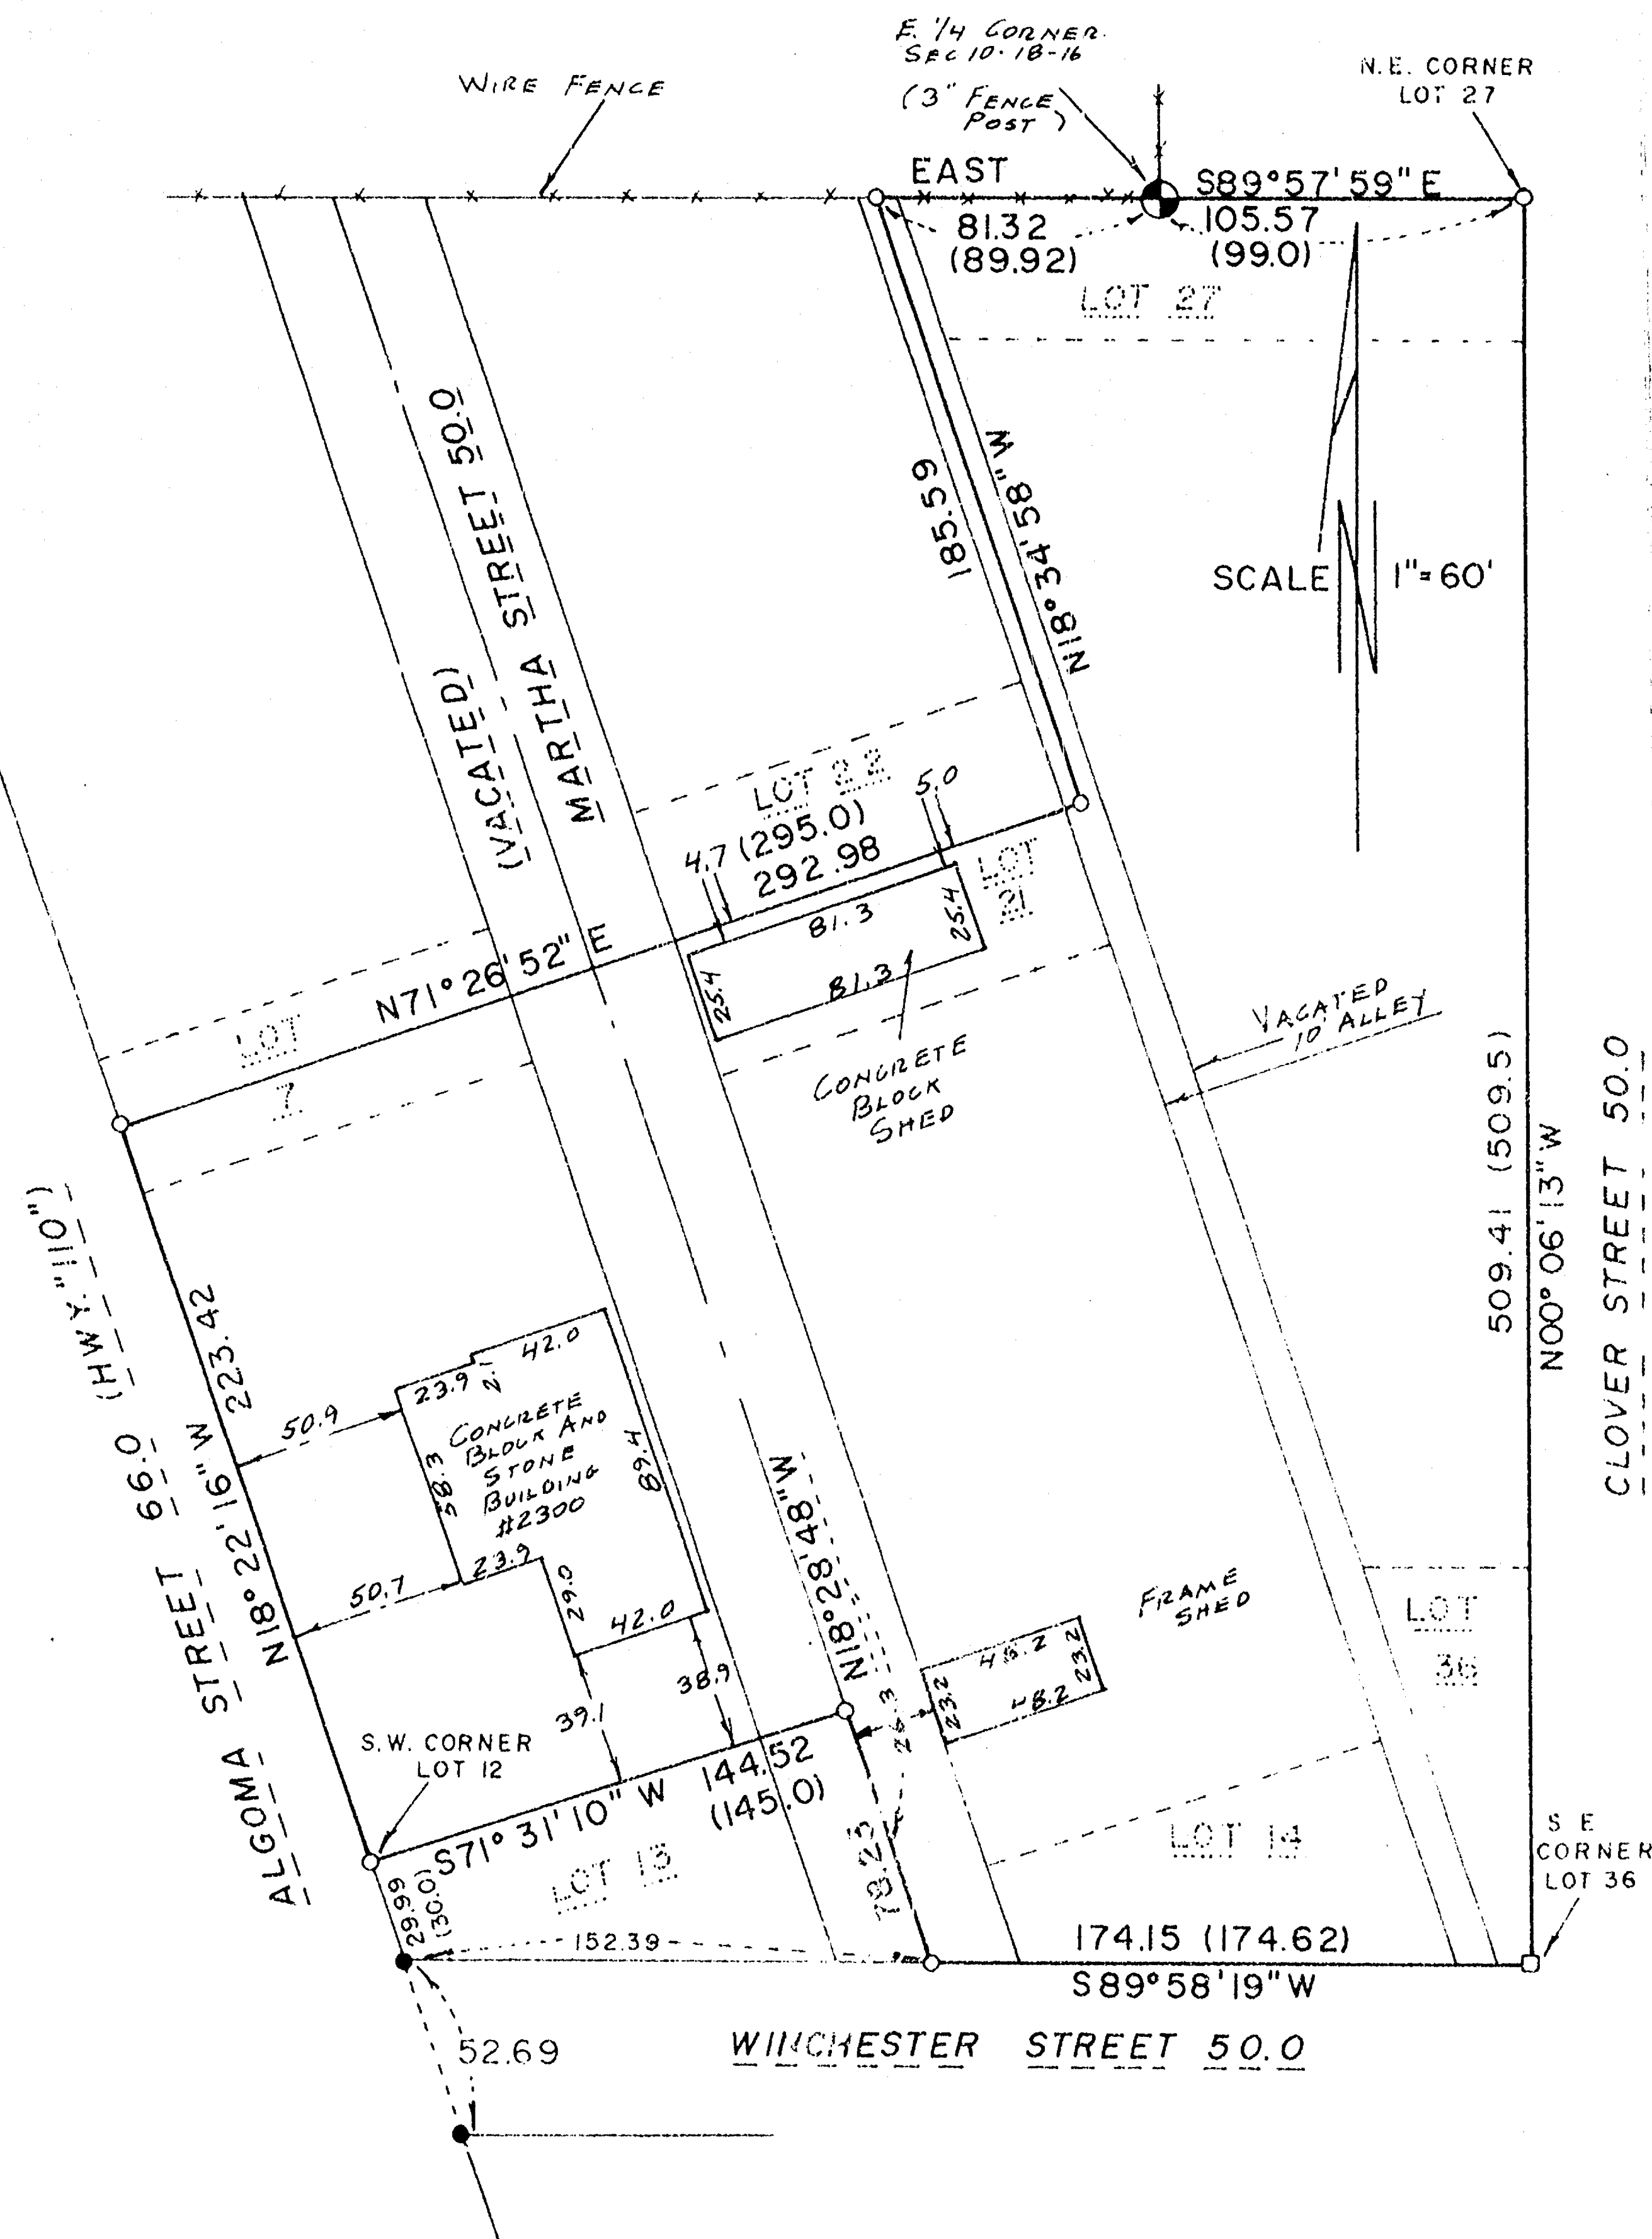 E. 1/4 CORNER
SEC 10-18-16
(3" FENCE
POST)
WIRE FENCE
N.E. CORNER
LOT 27
EAST
S89°57'59"E
81.32
(89.92)
105.57
(99.0)
LOT 27
SCALE 1"=60'
N
185.59
N18°34'58"W
(VACATED)
MARTHA STREET 50.0
LOT 22
5.0
4.7 (295.0)
292.98
LOT
21
81.3
25.4
25.4
81.3
CONCRETE
BLOCK
SHED
N71°26'52" E
LOT
7
VACATED
10' ALLEY
509.41 (509.5)
N00°06'13"W
CLOVER STREET 50.0
ALGOMA STREET 66.0 (HWY. "110")
N18°22'16" W 223.42
50.9
50.7
23.9
2.1
42.0
58.3
89.4
CONCRETE
BLOCK AND
STONE
BUILDING
#2300
23.9
29.0
42.0
39.1
38.9
N18°28'48"W
FRAME
SHED
48.2
23.2
23.2
48.2
26.3
LOT
36
S.W. CORNER
LOT 12
S71°31'10" W 144.52
(145.0)
LOT 13
78.23
LOT 14
S E
CORNER
LOT 36
29.99
(30.0)
152.39
174.15 (174.62)
S89°58'19"W
52.69
WINCHESTER STREET 50.0